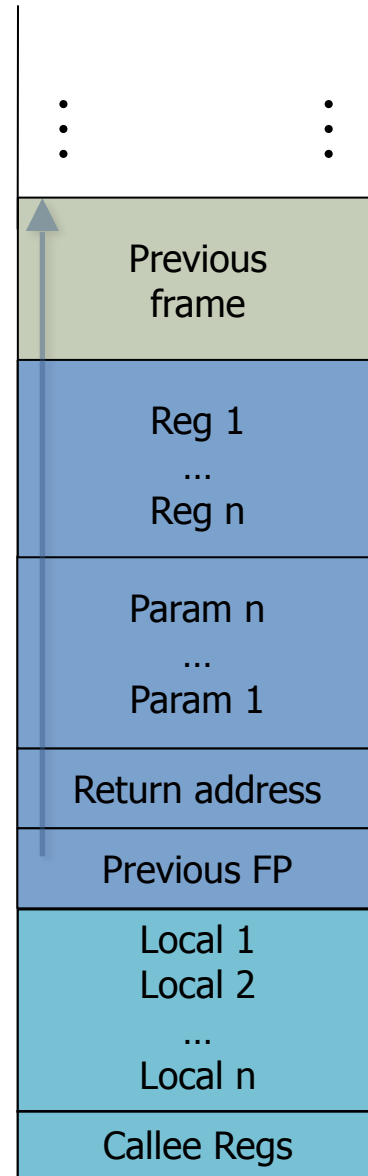 Previous
frame
Reg 1
...
Reg n
Param n
...
Param 1
Return address
Previous FP
Local 1
Local 2
...
Local n
Callee Regs